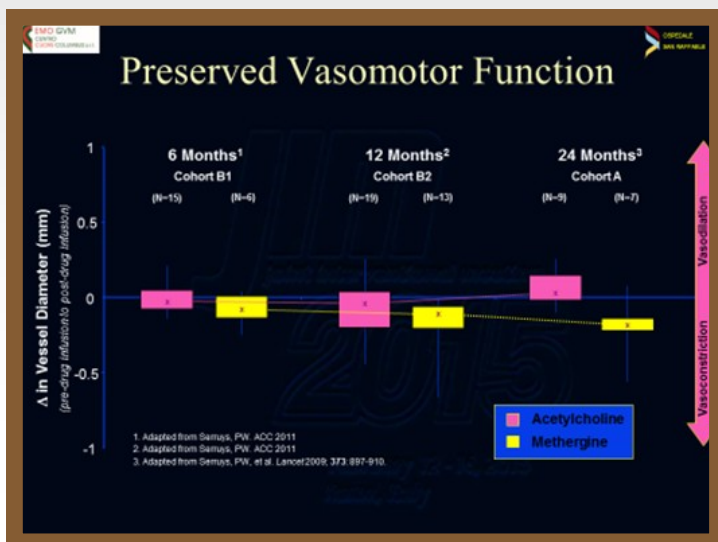 EMO GVM
CENTRO
CUORE COLUMBUS s.r.l.
OSPEDALE
SAN RAFFAELE
Preserved Vasomotor Function
6 Months1
Cohort B1
(N=15)
(N=6)
12 Months2
Cohort B2
(N=19)
(N=13)
24 Months3
Cohort A
(N=9)
(N=7)
1
0.5
0
-0.5
-1
Δ in Vessel Diameter (mm)
(pre-drug infusion to post-drug infusion)
Vasodilation
Vasoconstriction
2015
Acetylcholine
Methergine
1. Adapted from Serruys, PW. ACC 2011
2. Adapted from Serruys, PW. ACC 2011
3. Adapted from Serruys, PW, et al. Lancet 2009; 373: 897-910.